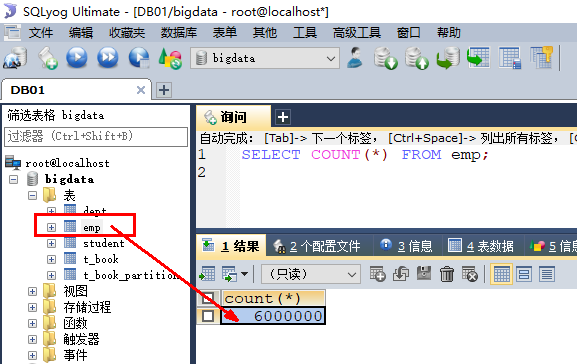 SQLyog Ultimate - [DB01/bigdata - root@localhost*]
文件 编辑 收藏夹 数据库 表单 其他 工具 高级工具 窗口 帮助
bigdata
DB01
筛选表格 bigdata
过滤器 (Ctrl+Shift+B)
root@localhost
bigdata
表
dept
emp
student
t_book
t_book_partition
视图
存储过程
函数
触发器
事件
询问
自动完成: [Tab]-> 下一个标签, [Ctrl+Space]-> 列出所有标签, [C
1 SELECT COUNT(*) FROM emp;
2
1 结果 2 个配置文件 3 信息 4 表数据 5 信息
(只读)
count(*)
6000000